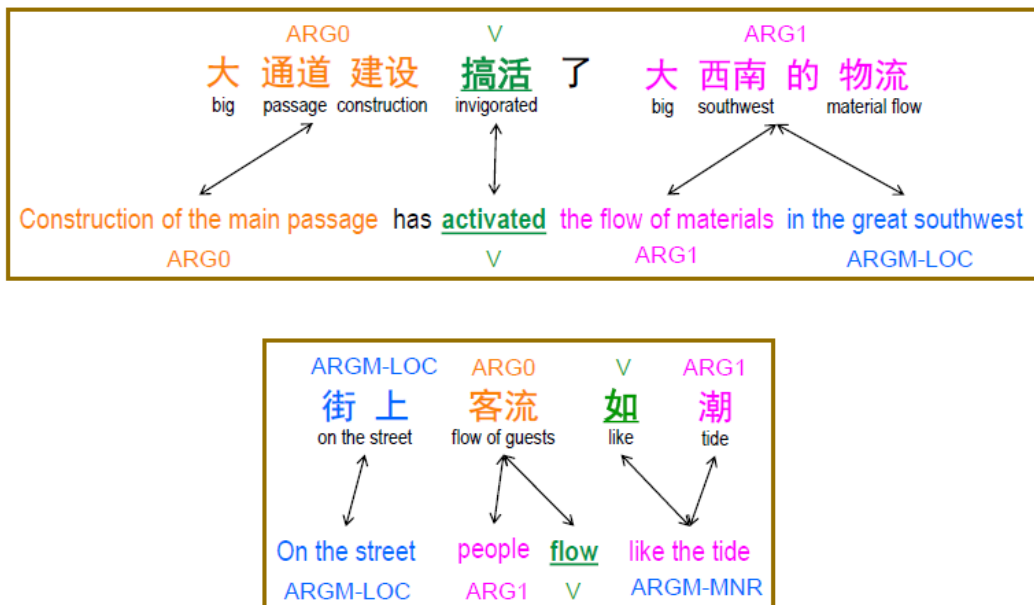 ARG0 V ARG1
大 通道 建设 搞活 了 大 西南 的 物流
big passage construction invigorated big southwest material flow
Construction of the main passage has activated the flow of materials in the great southwest
ARG0 V ARG1 ARGM-LOC
ARGM-LOC ARG0 V ARG1
街 上 客流 如 潮
on the street flow of guests like tide
On the street people flow like the tide
ARGM-LOC ARG1 V ARGM-MNR